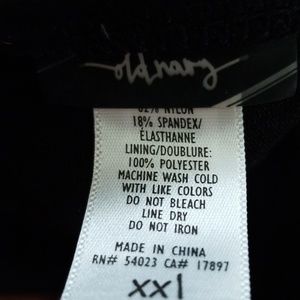 old navy
82% NYLON
18% SPANDEX/
ÉLASTHANNE
LINING/DOUBLURE:
100% POLYESTER
MACHINE WASH COLD
WITH LIKE COLORS
DO NOT BLEACH
LINE DRY
DO NOT IRON
MADE IN CHINA
RN# 54023 CA# 17897
xxl